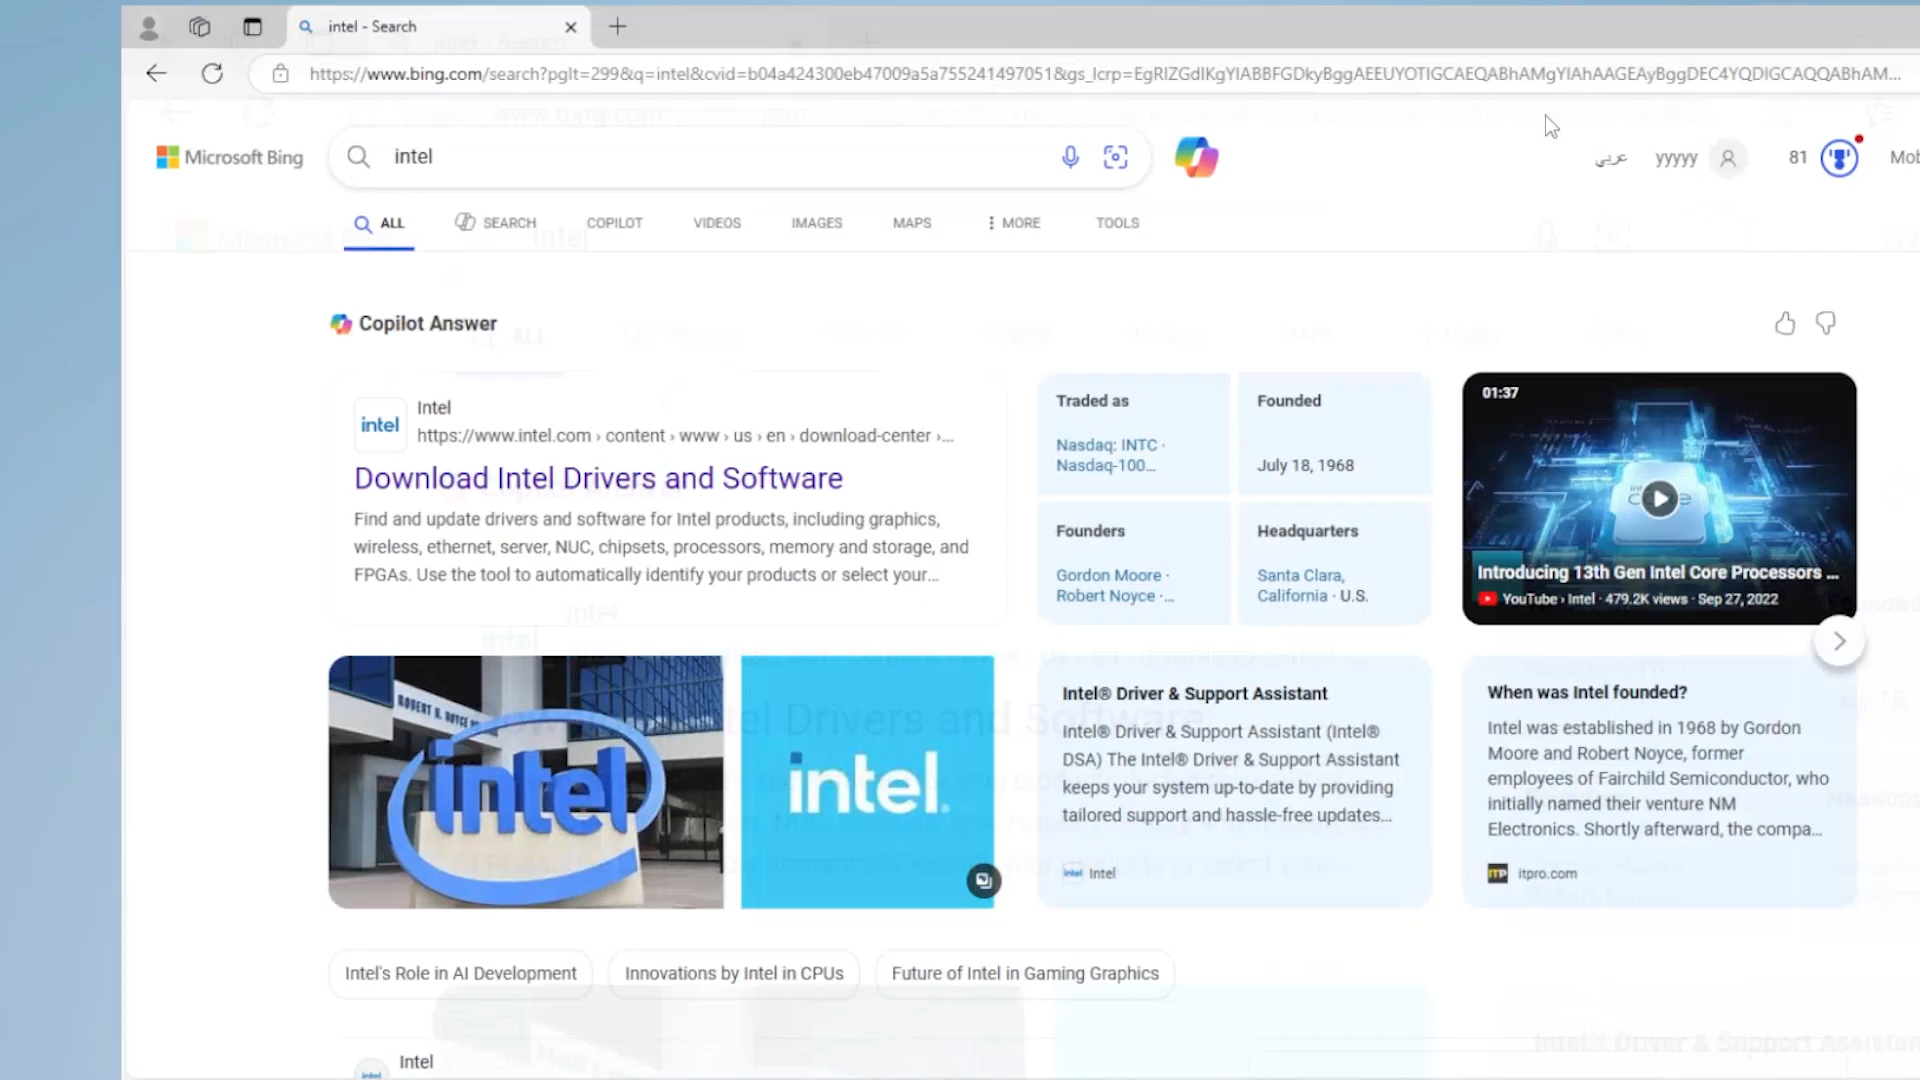 intel - Search
https://www.bing.com/search?pglt=299&q=intel&cvid=b04a424300eb47009a5a755241497051&gs_lcrp=EgRlZGdlKgYIABBFGDkyBggAEEUYOTIGCAEQABhAMgYIAhAAGEAyBggDEC4YQDIGCAQQABhAM...
Microsoft Bing
intel
عربي
yyyyy
81
Mob
ALL
SEARCH
COPILOT
VIDEOS
IMAGES
MAPS
MORE
TOOLS
Copilot Answer
intel
Intel
https://www.intel.com › content › www › us › en › download-center ›...
Download Intel Drivers and Software
Find and update drivers and software for Intel products, including graphics,
wireless, ethernet, server, NUC, chipsets, processors, memory and storage, and
FPGAs. Use the tool to automatically identify your products or select your...
Traded as
Nasdaq: INTC ·
Nasdaq-100...
Founded
July 18, 1968
Founders
Gordon Moore ·
Robert Noyce ·...
Headquarters
Santa Clara,
California · U.S.
01:37
Introducing 13th Gen Intel Core Processors ...
YouTube › Intel · 479.2K views · Sep 27, 2022
ROBERT N. NOYCE
intel
intel.
Intel® Driver & Support Assistant
Intel® Driver & Support Assistant (Intel®
DSA) The Intel® Driver & Support Assistant
keeps your system up-to-date by providing
tailored support and hassle-free updates...
intel Intel
When was Intel founded?
Intel was established in 1968 by Gordon
Moore and Robert Noyce, former
employees of Fairchild Semiconductor, who
initially named their venture NM
Electronics. Shortly afterward, the compa...
ITP itpro.com
Intel's Role in AI Development
Innovations by Intel in CPUs
Future of Intel in Gaming Graphics
intel
Intel